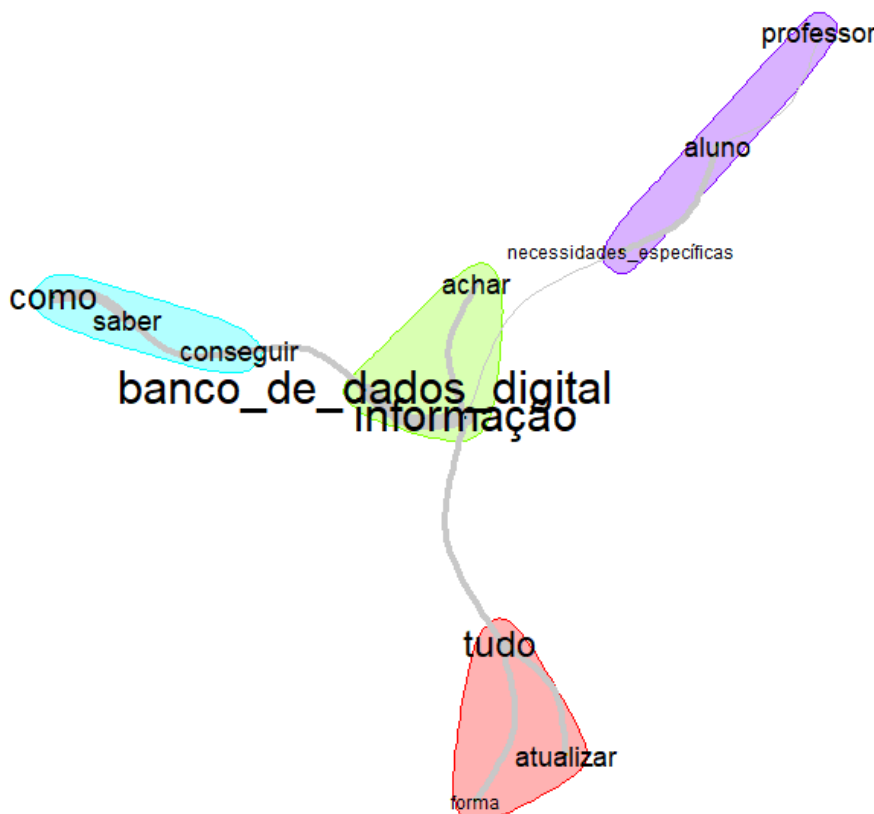 professor
aluno
necessidades_específicas
achar
como
saber
conseguir
banco_de_dados_digital
informação
tudo
atualizar
forma